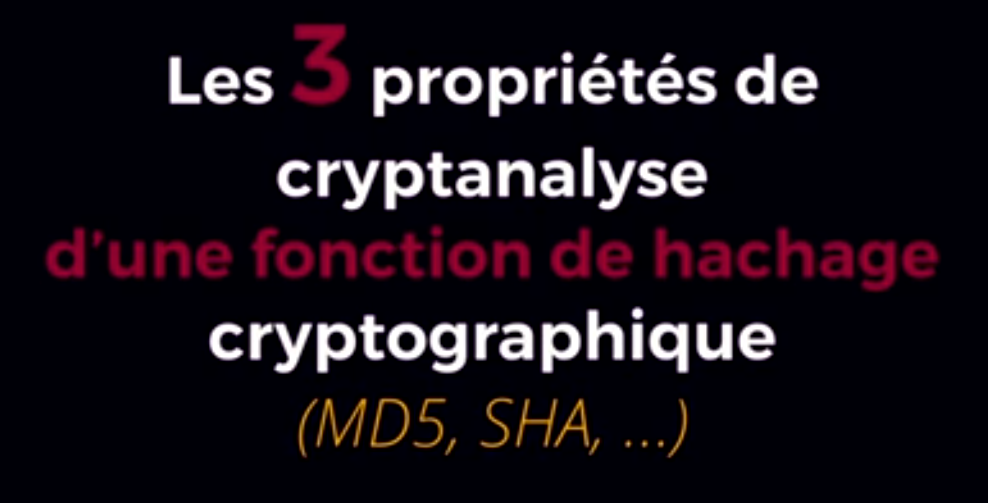 Les 3 propriétés de
cryptanalyse
d'une fonction de hachage
cryptographique
(MD5, SHA, ...)